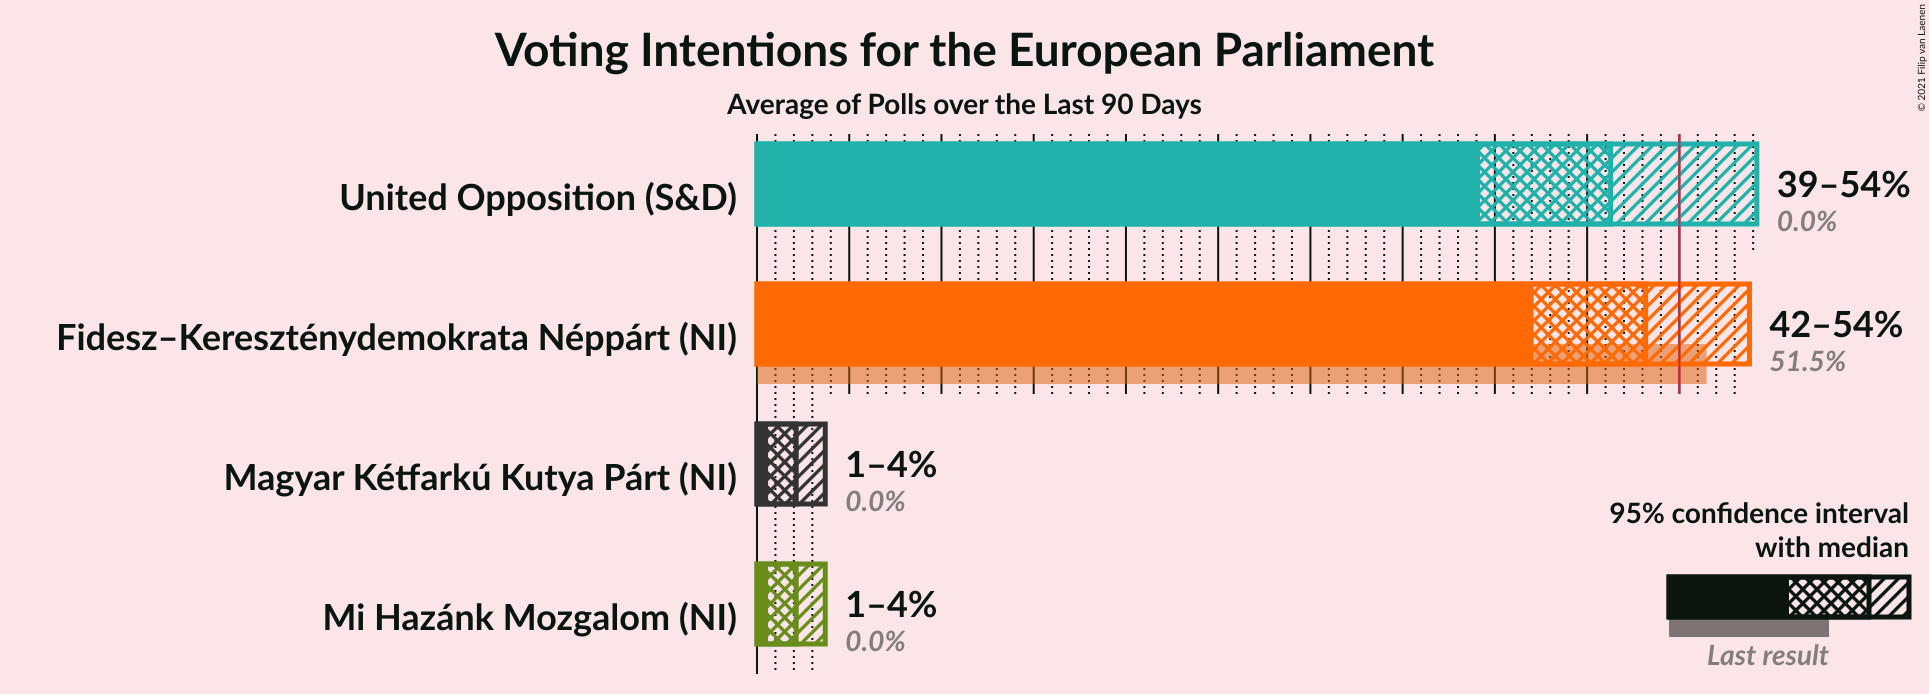 Voting Intentions for the European Parliament
Average of Polls over the Last 90 Days
© 2021 Filip van Laenen
United Opposition (S&D)
39–54%
0.0%
Fidesz–Kereszténydemokrata Néppárt (NI)
42–54%
51.5%
Magyar Kétfarkú Kutya Párt (NI)
1–4%
0.0%
Mi Hazánk Mozgalom (NI)
1–4%
0.0%
95% confidence interval
with median
Last result